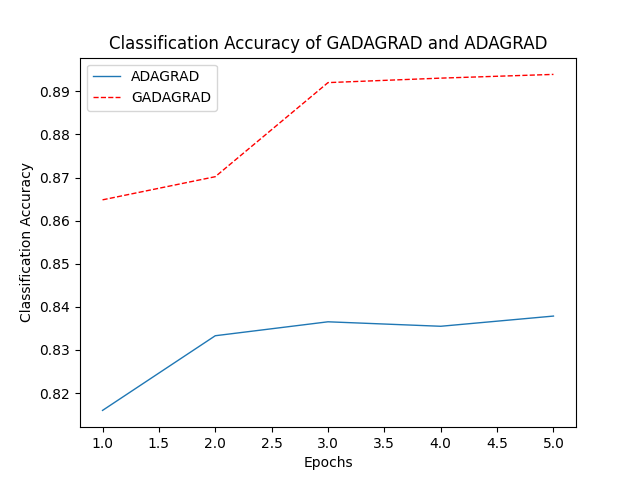 Classification Accuracy of GADAGRAD and ADAGRAD
ADAGRAD
GADAGRAD
Classification Accuracy
0.89
0.88
0.87
0.86
0.85
0.84
0.83
0.82
1.0 1.5 2.0 2.5 3.0 3.5 4.0 4.5 5.0
Epochs